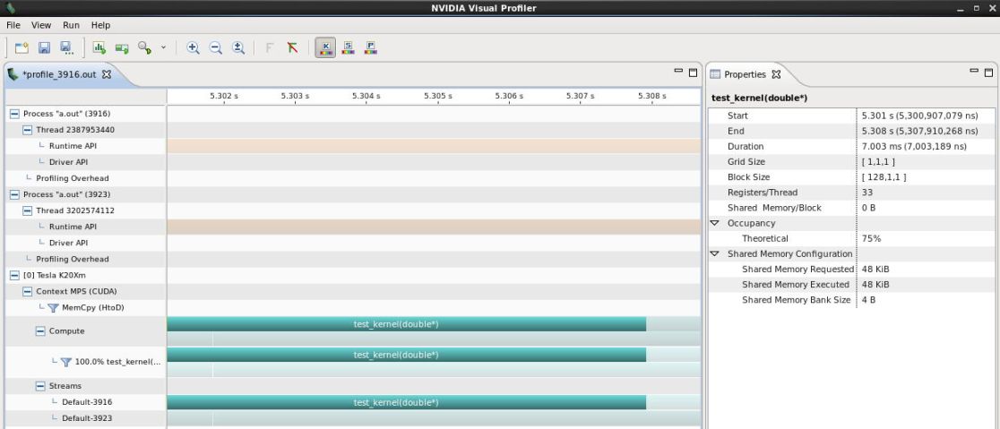 NVIDIA Visual Profiler
File View Run Help
*profile_3916.out
5.302 s 5.303 s 5.304 s 5.305 s 5.306 s 5.307 s 5.308 s
Process "a.out" (3916)
Thread 2387953440
Runtime API
Driver API
Profiling Overhead
Process "a.out" (3923)
Thread 3202574112
Runtime API
Driver API
Profiling Overhead
[0] Tesla K20Xm
Context MPS (CUDA)
MemCpy (HtoD)
Compute
test_kernel(double*)
100.0% test_kernel(...
test_kernel(double*)
Streams
Default-3916
test_kernel(double*)
Default-3923
Properties
test_kernel(double*)
Start 5.301 s (5,300,907,079 ns)
End 5.308 s (5,307,910,268 ns)
Duration 7.003 ms (7,003,189 ns)
Grid Size [ 1,1,1 ]
Block Size [ 128,1,1 ]
Registers/Thread 33
Shared Memory/Block 0 B
Occupancy
Theoretical 75%
Shared Memory Configuration
Shared Memory Requested 48 KiB
Shared Memory Executed 48 KiB
Shared Memory Bank Size 4 B